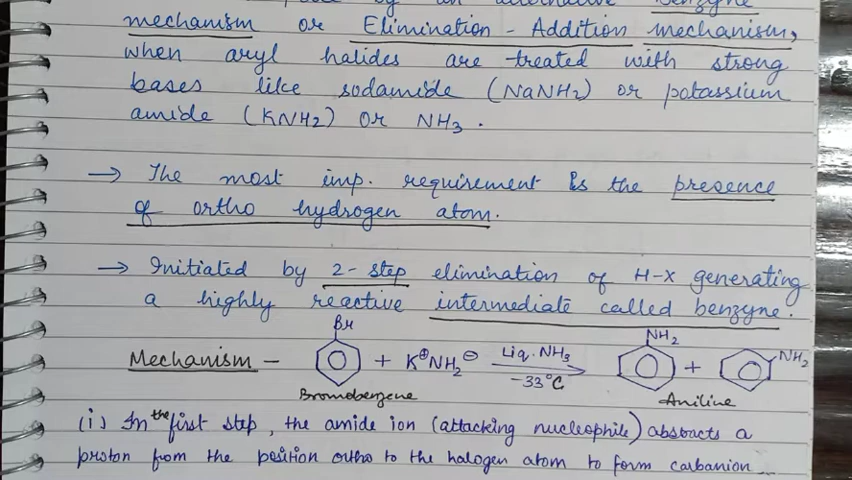 by an alternative benzyne
mechanism or Elimination - Addition mechanism,
when aryl halides are treated with strong
bases like sodamide (NaNH2) or potassium
amide (KNH2) or NH3.
→ The most imp. requirement is the presence
of ortho hydrogen atom.
→ Initiated by 2-step elimination of H-X generating
a highly reactive intermediate called benzyne.
Br
NH2
Mechanism - + K⊕NH2⊖ Liq. NH3 + NH2
-33°C
Bromobenzene Aniline
(i) In the first step, the amide ion (attacking nucleophile) abstracts a
proton from the position ortho to the halogen atom to form carbanion...